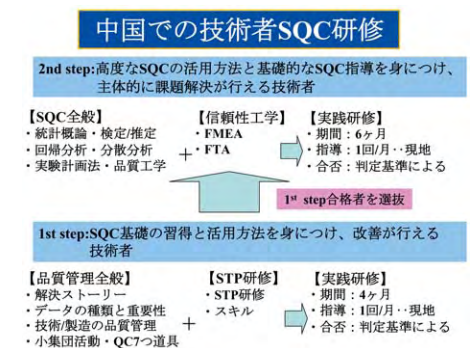 中国での技術者SQC研修
2nd step:高度なSQCの活用方法と基礎的なSQC指導を身につけ、
主体的に課題解決が行える技術者
【SQC全般】
・統計概論・検定/推定
・回帰分析・分散分析
・実験計画法・品質工学
+
【信頼性工学】
・FMEA
・FTA
【実践研修】
・期間：6ヶ月
・指導：1回/月‥現地
・合否：判定基準による
1st step合格者を選抜
1st step:SQC基礎の習得と活用方法を身につけ、改善が行える
技術者
【品質管理全般】
・解決ストーリー
・データの種類と重要性
・技術/製造の品質管理
・小集団活動・QC7つ道具
+
【STP研修】
・STP研修
・スキル
【実践研修】
・期間：4ヶ月
・指導：1回/月‥現地
・合否：判定基準による